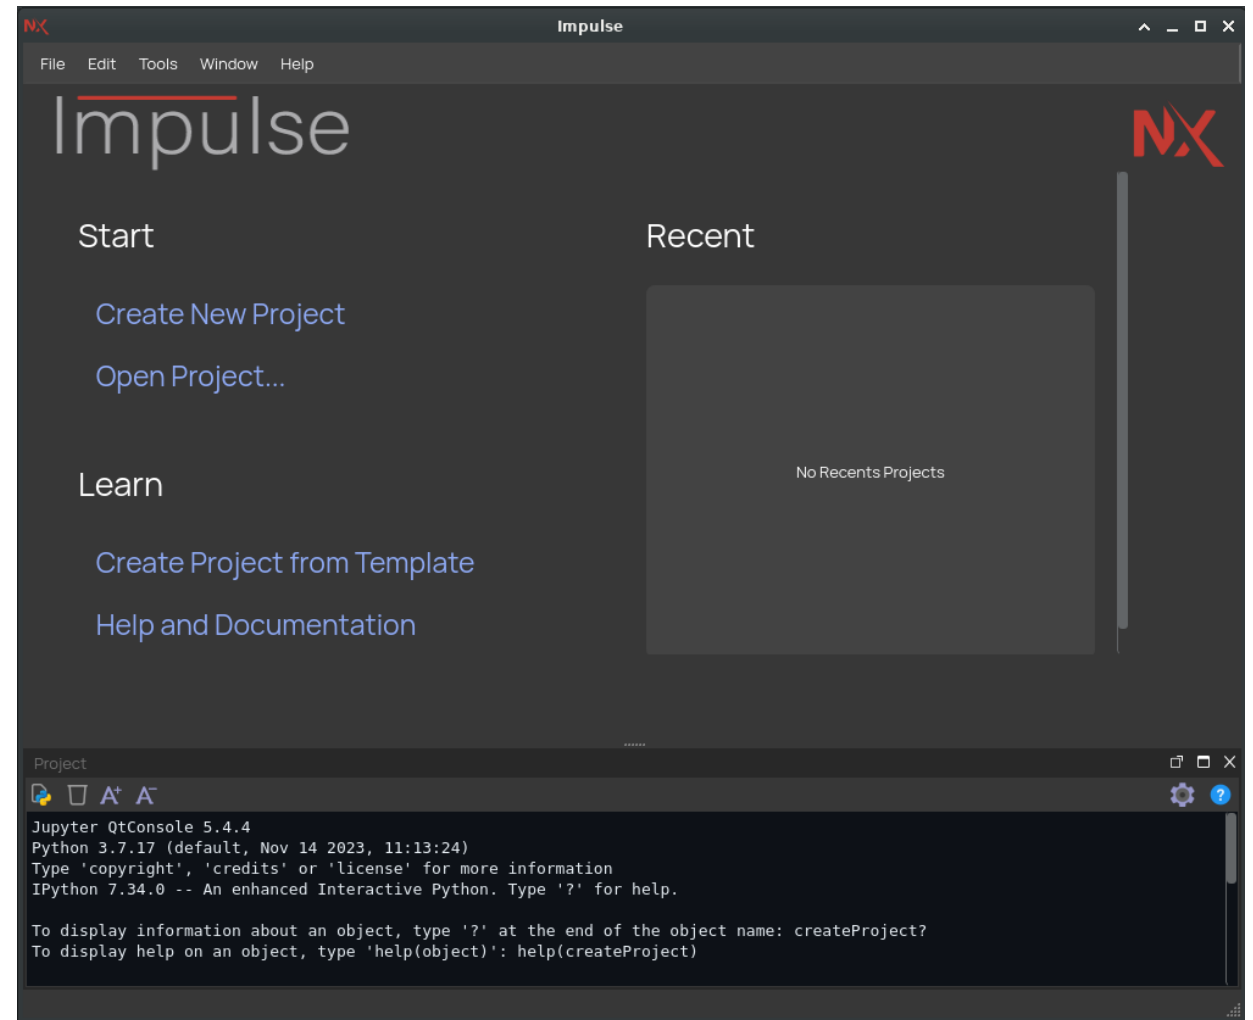 NX
Impulse
File Edit Tools Window Help
Impulse
NX
Start
Recent
Create New Project
Open Project...
No Recents Projects
Learn
Create Project from Template
Help and Documentation
Project
A+ A-
?
Jupyter QtConsole 5.4.4
Python 3.7.17 (default, Nov 14 2023, 11:13:24)
Type 'copyright', 'credits' or 'license' for more information
IPython 7.34.0 -- An enhanced Interactive Python. Type '?' for help.
To display information about an object, type '?' at the end of the object name: createProject?
To display help on an object, type 'help(object)': help(createProject)